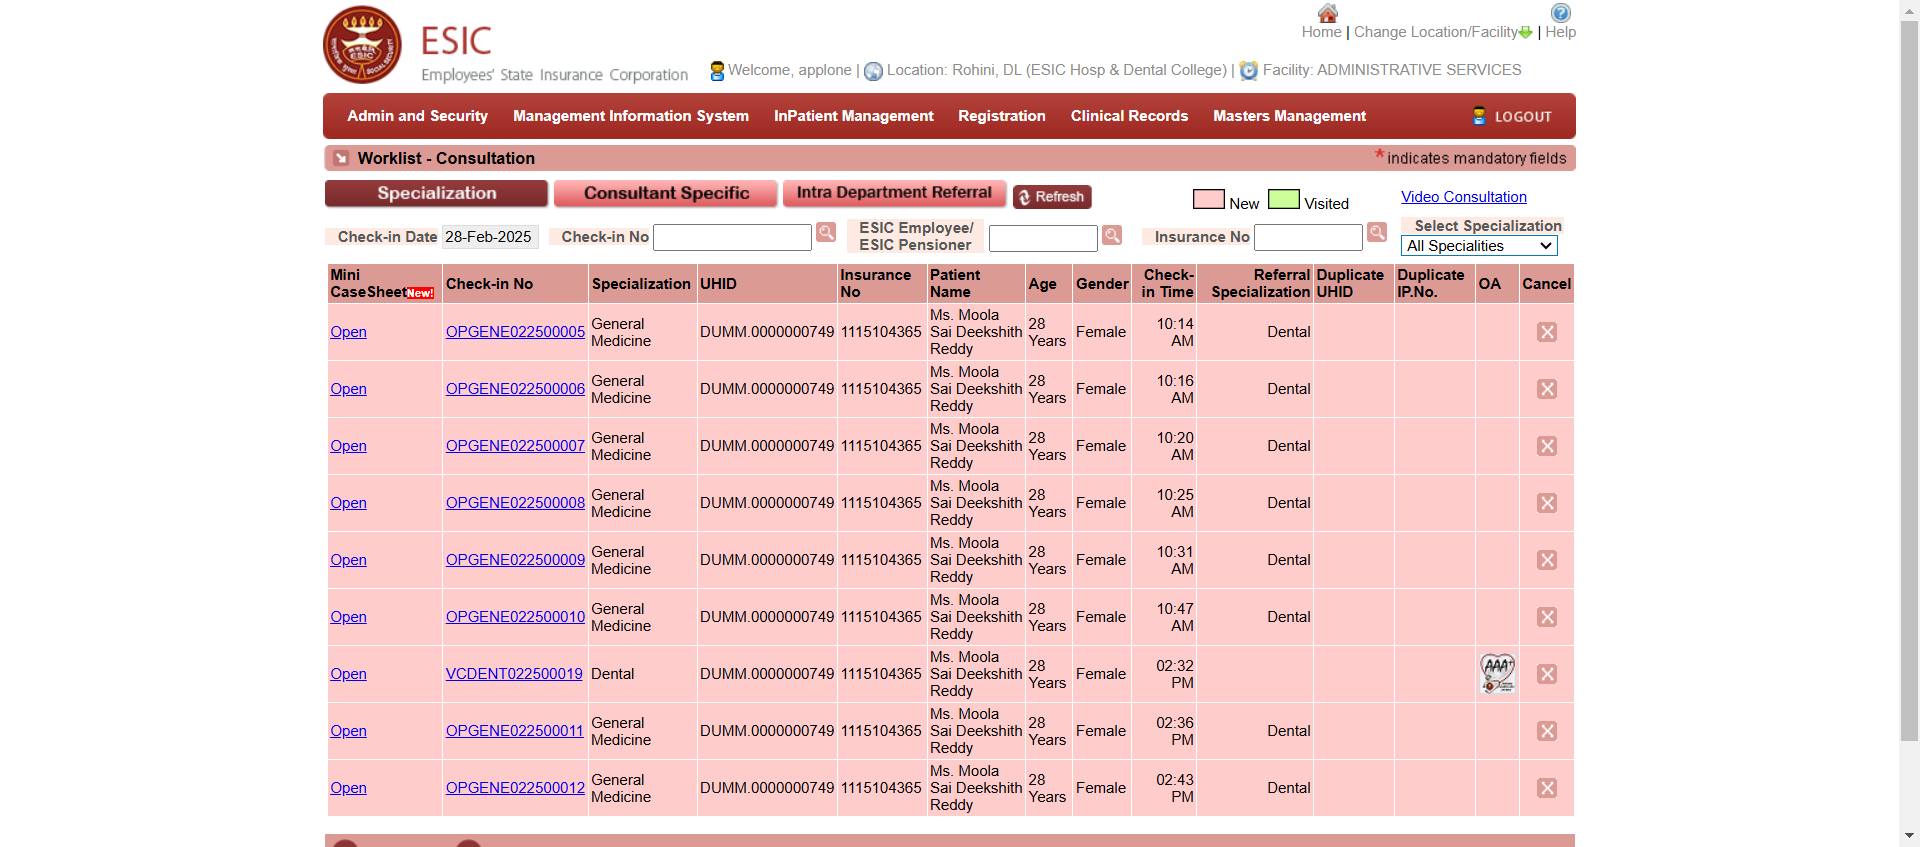 ESIC
Employees' State Insurance Corporation
Home | Change Location/Facility | Help
Welcome, applone | Location: Rohini, DL (ESIC Hosp & Dental College) | Facility: ADMINISTRATIVE SERVICES
Admin and Security Management Information System InPatient Management Registration Clinical Records Masters Management LOGOUT
Worklist - Consultation *indicates mandatory fields
Specialization Consultant Specific Intra Department Referral Refresh New Visited Video Consultation
Check-in Date 28-Feb-2025 Check-in No ESIC Employee/ ESIC Pensioner Insurance No Select Specialization
All Specialities
Mini CaseSheet New! Check-in No Specialization UHID Insurance No Patient Name Age Gender Check-in Time Referral Specialization Duplicate UHID Duplicate IP.No. OA Cancel
Open OPGENE022500005 General Medicine DUMM.0000000749 1115104365 Ms. Moola Sai Deekshith Reddy 28 Years Female 10:14 AM Dental X
Open OPGENE022500006 General Medicine DUMM.0000000749 1115104365 Ms. Moola Sai Deekshith Reddy 28 Years Female 10:16 AM Dental X
Open OPGENE022500007 General Medicine DUMM.0000000749 1115104365 Ms. Moola Sai Deekshith Reddy 28 Years Female 10:20 AM Dental X
Open OPGENE022500008 General Medicine DUMM.0000000749 1115104365 Ms. Moola Sai Deekshith Reddy 28 Years Female 10:25 AM Dental X
Open OPGENE022500009 General Medicine DUMM.0000000749 1115104365 Ms. Moola Sai Deekshith Reddy 28 Years Female 10:31 AM Dental X
Open OPGENE022500010 General Medicine DUMM.0000000749 1115104365 Ms. Moola Sai Deekshith Reddy 28 Years Female 10:47 AM Dental X
Open VCDENT022500019 Dental DUMM.0000000749 1115104365 Ms. Moola Sai Deekshith Reddy 28 Years Female 02:32 PM AAA+ X
Open OPGENE022500011 General Medicine DUMM.0000000749 1115104365 Ms. Moola Sai Deekshith Reddy 28 Years Female 02:36 PM Dental X
Open OPGENE022500012 General Medicine DUMM.0000000749 1115104365 Ms. Moola Sai Deekshith Reddy 28 Years Female 02:43 PM Dental X